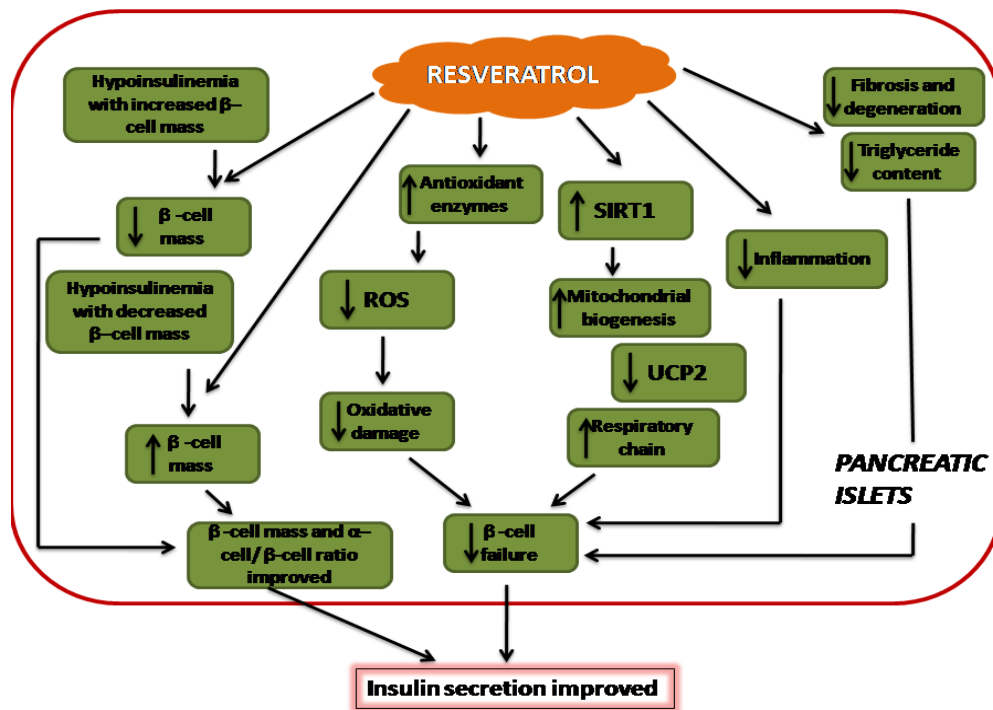 RESVERATROL
Hypoinsulinemia
with increased β–
cell mass
β -cell
mass
Hypoinsulinemia
with decreased
β–cell mass
β -cell
mass
β -cell mass and α–
cell/β-cell ratio
improved
Antioxidant
enzymes
ROS
Oxidative
damage
SIRT1
Mitochondrial
biogenesis
UCP2
Respiratory
chain
β-cell
failure
Inflammation
Fibrosis and
degeneration
Triglyceride
content
PANCREATIC
ISLETS
Insulin secretion improved